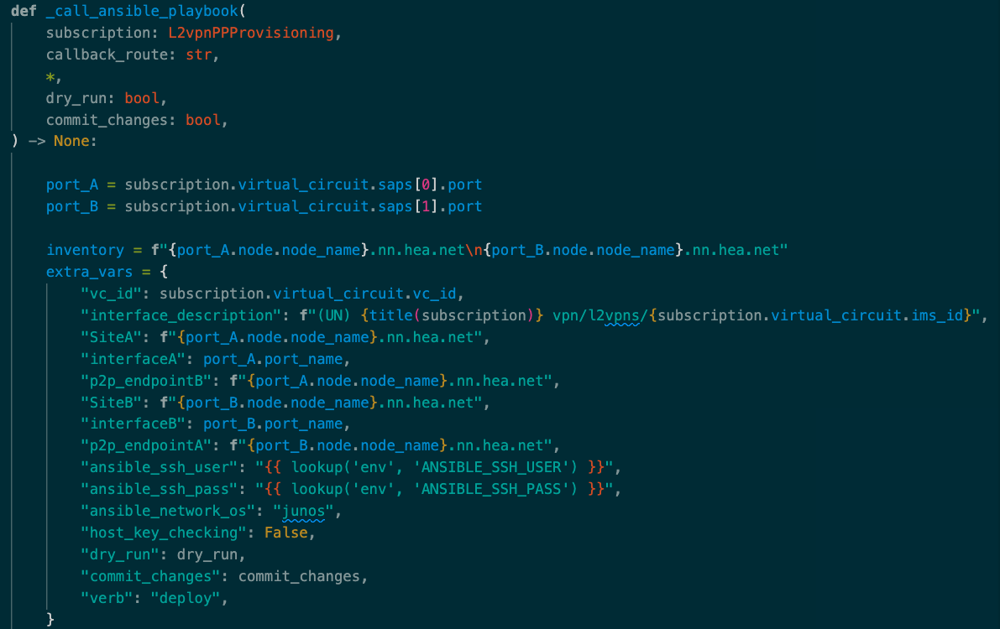 def _call_ansible_playbook(
    subscription: L2vpnPPProvisioning,
    callback_route: str,
    *,
    dry_run: bool,
    commit_changes: bool,
) -> None:

    port_A = subscription.virtual_circuit.saps[0].port
    port_B = subscription.virtual_circuit.saps[1].port

    inventory = f"{port_A.node.node_name}.nn.hea.net\n{port_B.node.node_name}.nn.hea.net"
    extra_vars = {
        "vc_id": subscription.virtual_circuit.vc_id,
        "interface_description": f"(UN) {title(subscription)} vpn/l2vpns/{subscription.virtual_circuit.ims_id}",
        "SiteA": f"{port_A.node.node_name}.nn.hea.net",
        "interfaceA": port_A.port_name,
        "p2p_endpointB": f"{port_A.node.node_name}.nn.hea.net",
        "SiteB": f"{port_B.node.node_name}.nn.hea.net",
        "interfaceB": port_B.port_name,
        "p2p_endpointA": f"{port_B.node.node_name}.nn.hea.net",
        "ansible_ssh_user": "{{ lookup('env', 'ANSIBLE_SSH_USER') }}",
        "ansible_ssh_pass": "{{ lookup('env', 'ANSIBLE_SSH_PASS') }}",
        "ansible_network_os": "junos",
        "host_key_checking": False,
        "dry_run": dry_run,
        "commit_changes": commit_changes,
        "verb": "deploy",
    }